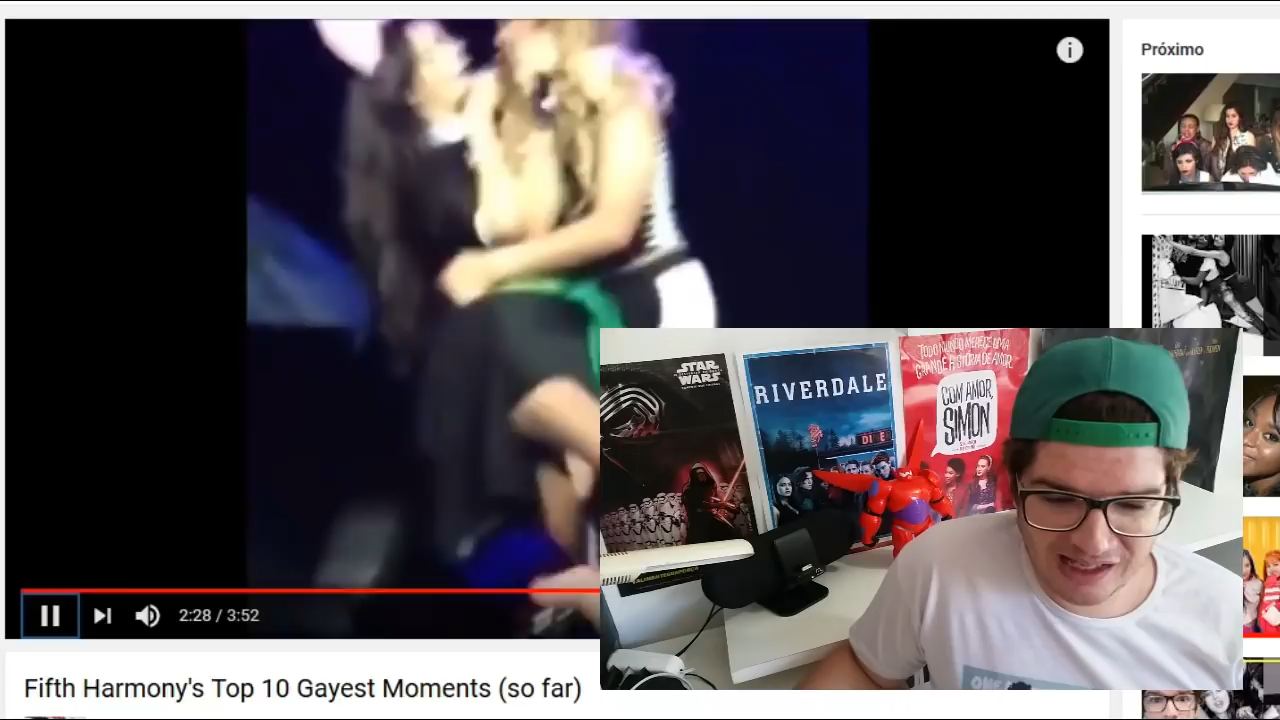 Próximo
STAR
WARS
RIVERDALE
DI E
TODO MUNDO MERECE UMA
GRANDE HISTÓRIA DE AMOR.
COM AMOR,
SIMON
2:28 / 3:52
Fifth Harmony's Top 10 Gayest Moments (so far)